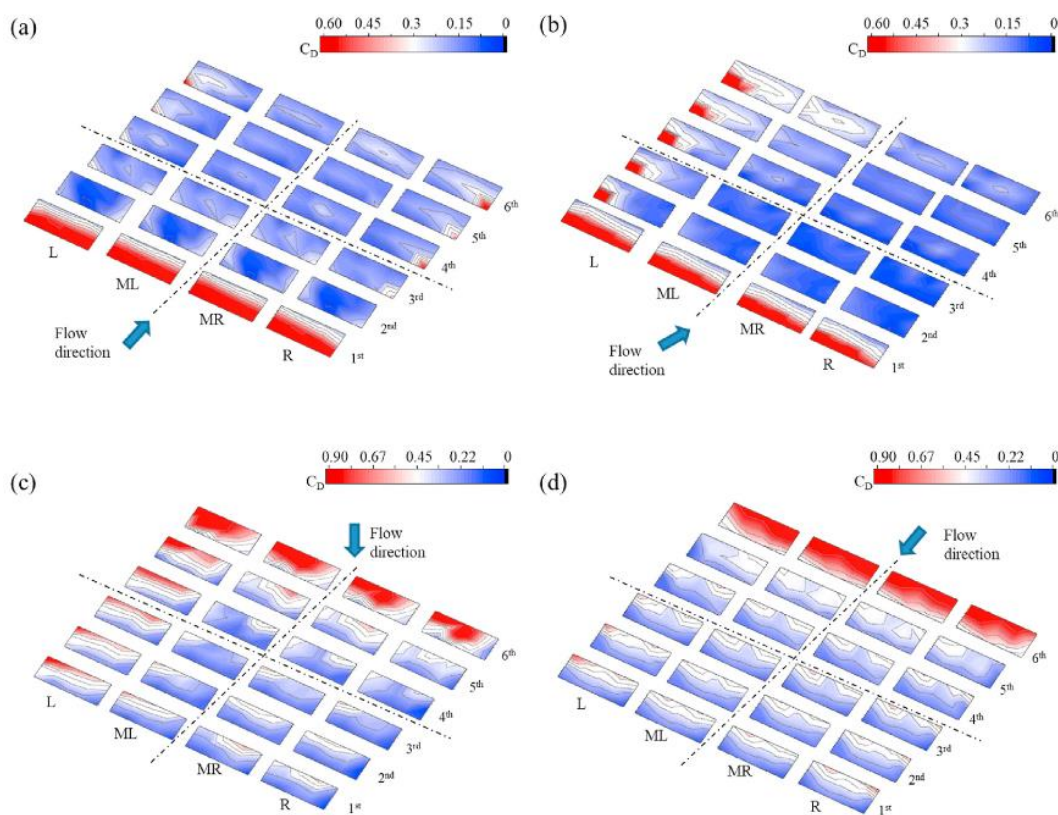 (a)
0.60 0.45 0.3 0.15 0
C_D
6th
5th
4th
3rd
2nd
1st
L
ML
MR
R
Flow
direction
(b)
0.60 0.45 0.3 0.15 0
C_D
6th
5th
4th
3rd
2nd
1st
L
ML
MR
R
Flow
direction
(c)
0.90 0.67 0.45 0.22 0
C_D
Flow
direction
6th
5th
4th
3rd
2nd
1st
L
ML
MR
R
(d)
0.90 0.67 0.45 0.22 0
C_D
Flow
direction
6th
5th
4th
3rd
2nd
1st
L
ML
MR
R